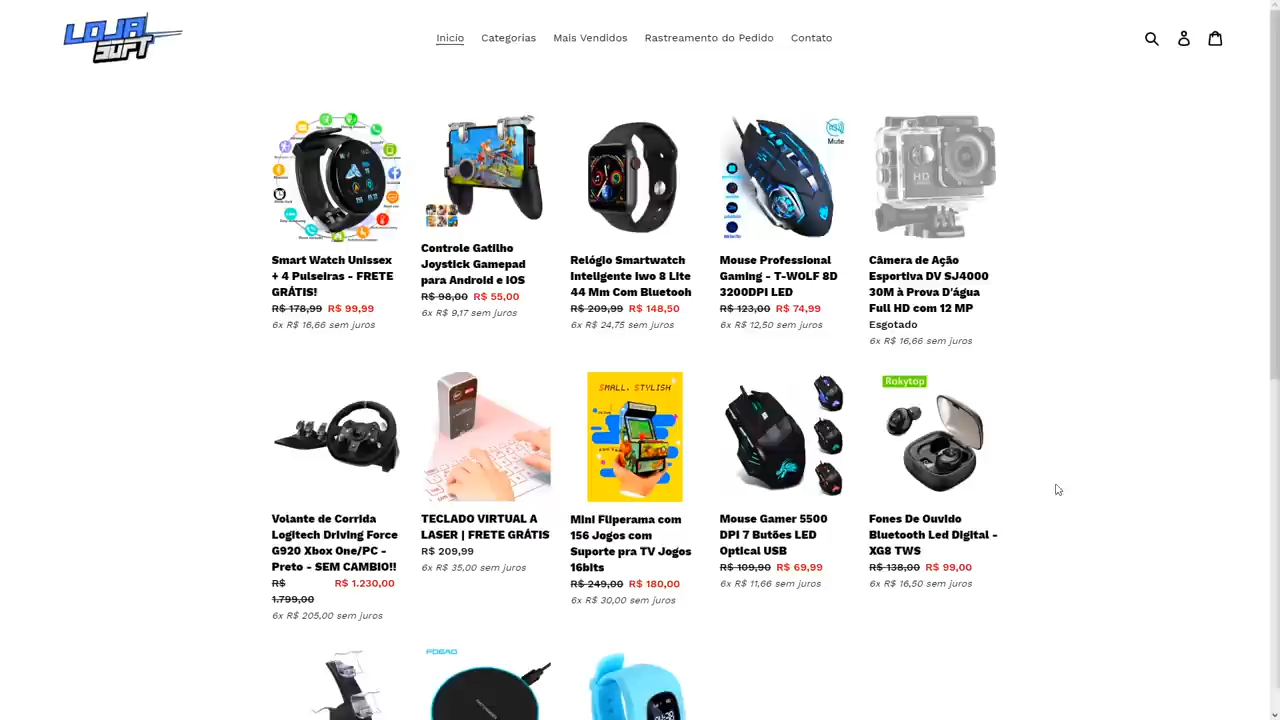 LOJA
SOFT
Inicio
Categorias
Mais Vendidos
Rastreamento do Pedido
Contato
Smart Watch Unissex
+ 4 Pulseiras - FRETE
GRÁTIS!
R$ 178,99 R$ 99,99
6x R$ 16,66 sem juros
Controle Gatilho
Joystick Gamepad
para Android e iOS
R$ 98,00 R$ 55,00
6x R$ 9,17 sem juros
Relógio Smartwatch
Inteligente Iwo 8 Lite
44 Mm Com Bluetooh
R$ 209,99 R$ 148,50
6x R$ 24,75 sem juros
Mute
Mouse Professional
Gaming - T-WOLF 8D
3200DPI LED
R$ 123,00 R$ 74,99
6x R$ 12,50 sem juros
HD
Câmera de Ação
Esportiva DV SJ4000
30M à Prova D'água
Full HD com 12 MP
Esgotado
6x R$ 16,66 sem juros
Volante de Corrida
Logitech Driving Force
G920 Xbox One/PC -
Preto - SEM CAMBIO!!
R$ R$ 1.230,00
1.799,00
6x R$ 205,00 sem juros
TECLADO VIRTUAL A
LASER | FRETE GRÁTIS
R$ 209,99
6x R$ 35,00 sem juros
SMALL, STYLISH
Mini Fliperama com
156 Jogos com
Suporte pra TV Jogos
16bits
R$ 249,00 R$ 180,00
6x R$ 30,00 sem juros
Mouse Gamer 5500
DPI 7 Butões LED
Optical USB
R$ 109,90 R$ 69,99
6x R$ 11,66 sem juros
Rokytop
Fones De Ouvido
Bluetooth Led Digital -
XG8 TWS
R$ 138,00 R$ 99,00
6x R$ 16,50 sem juros